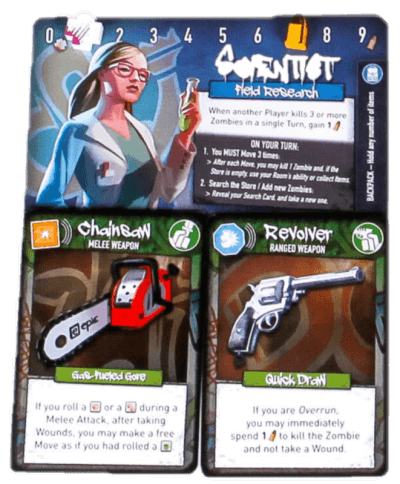 0 2 3 4 5 6 8 9
SCIENTIST
Field Research
When another Player kills 3 or more
Zombies in a single Turn, gain 1
ON YOUR TURN:
1. You MUST Move 3 times:
> After each Move, you may kill 1 Zombie and, if the
Store is empty, use your Room's ability or collect items.
2. Search the Store / Add new Zombies:
> Reveal your Search Card, and take a new one.
BACKPACK – Hold any number of items
Chainsaw
MELEE WEAPON
epic
Gas-Fueled Gore
If you roll a or a during a
Melee Attack, after taking
Wounds, you may make a free
Move as if you had rolled a
Revolver
RANGED WEAPON
Quick Draw
If you are Overrun,
you may immediately
spend 1 to kill the Zombie
and not take a Wound.